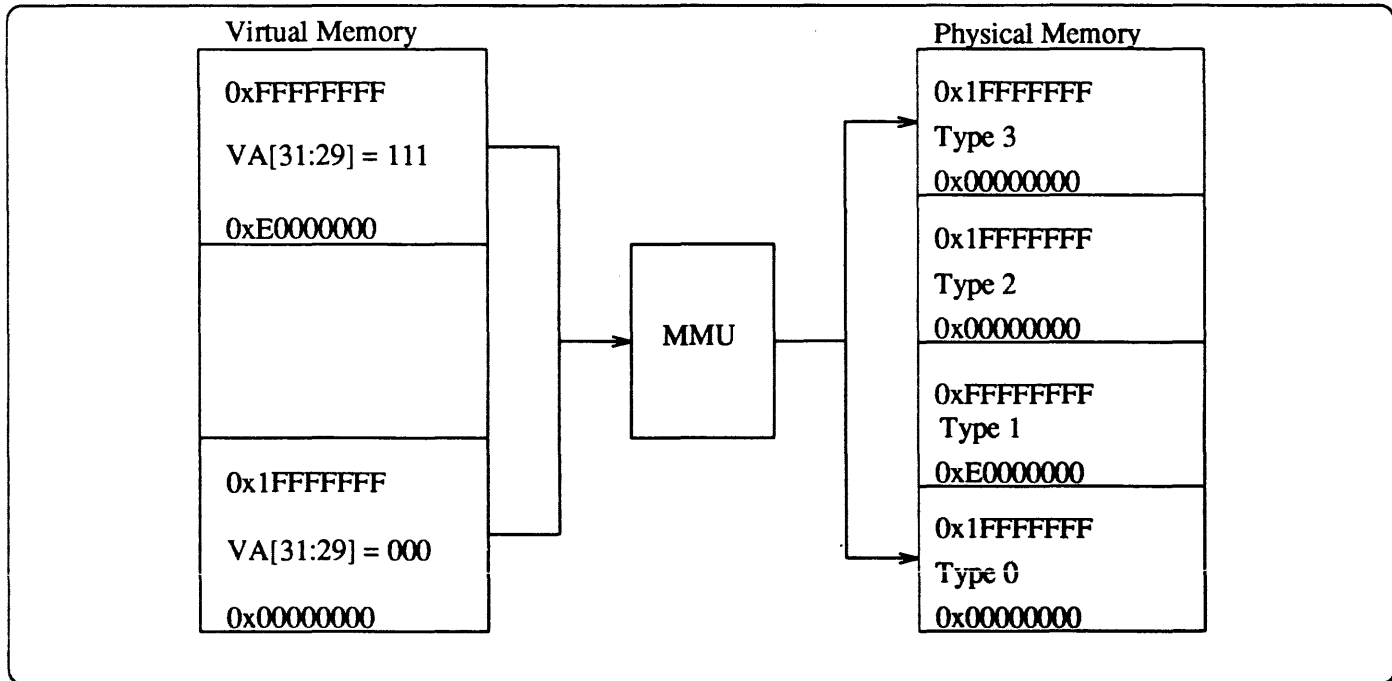 Virtual Memory
0xFFFFFFFF
VA[31:29] = 111
0xE0000000
0x1FFFFFFF
VA[31:29] = 000
0x00000000
MMU
Physical Memory
0x1FFFFFFF
Type 3
0x00000000
0x1FFFFFFF
Type 2
0x00000000
0xFFFFFFFF
Type 1
0xE0000000
0x1FFFFFFF
Type 0
0x00000000